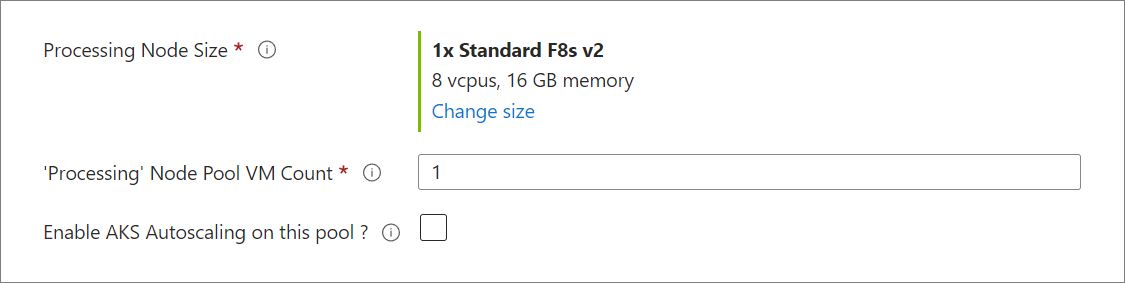 Processing Node Size *
1x Standard F8s v2
8 vcpus, 16 GB memory
Change size
'Processing' Node Pool VM Count *
1
Enable AKS Autoscaling on this pool ?